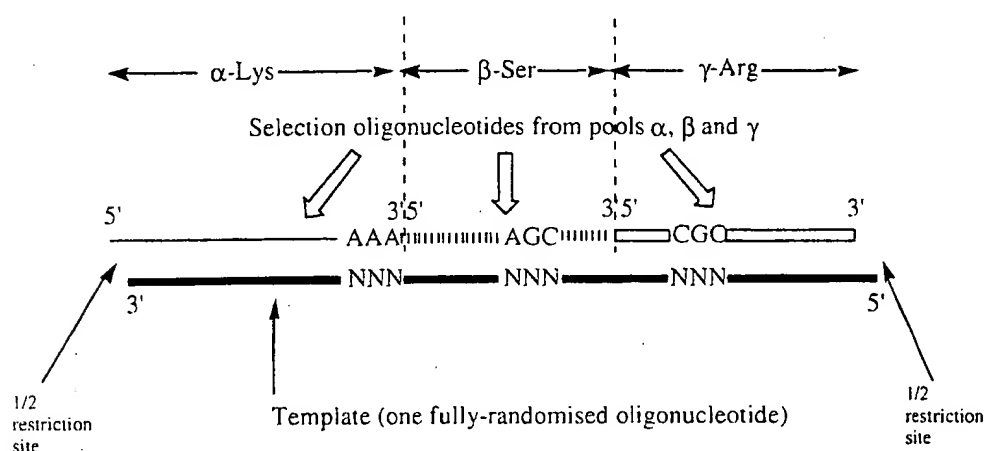 α-Lys β-Ser γ-Arg
Selection oligonucleotides from pools α, β and γ
5' 3' 5' 3' 5' 3'
AAA AGC CGC
NNN NNN NNN
3' 5'
1/2
restriction
site
Template (one fully-randomised oligonucleotide)
1/2
restriction
site